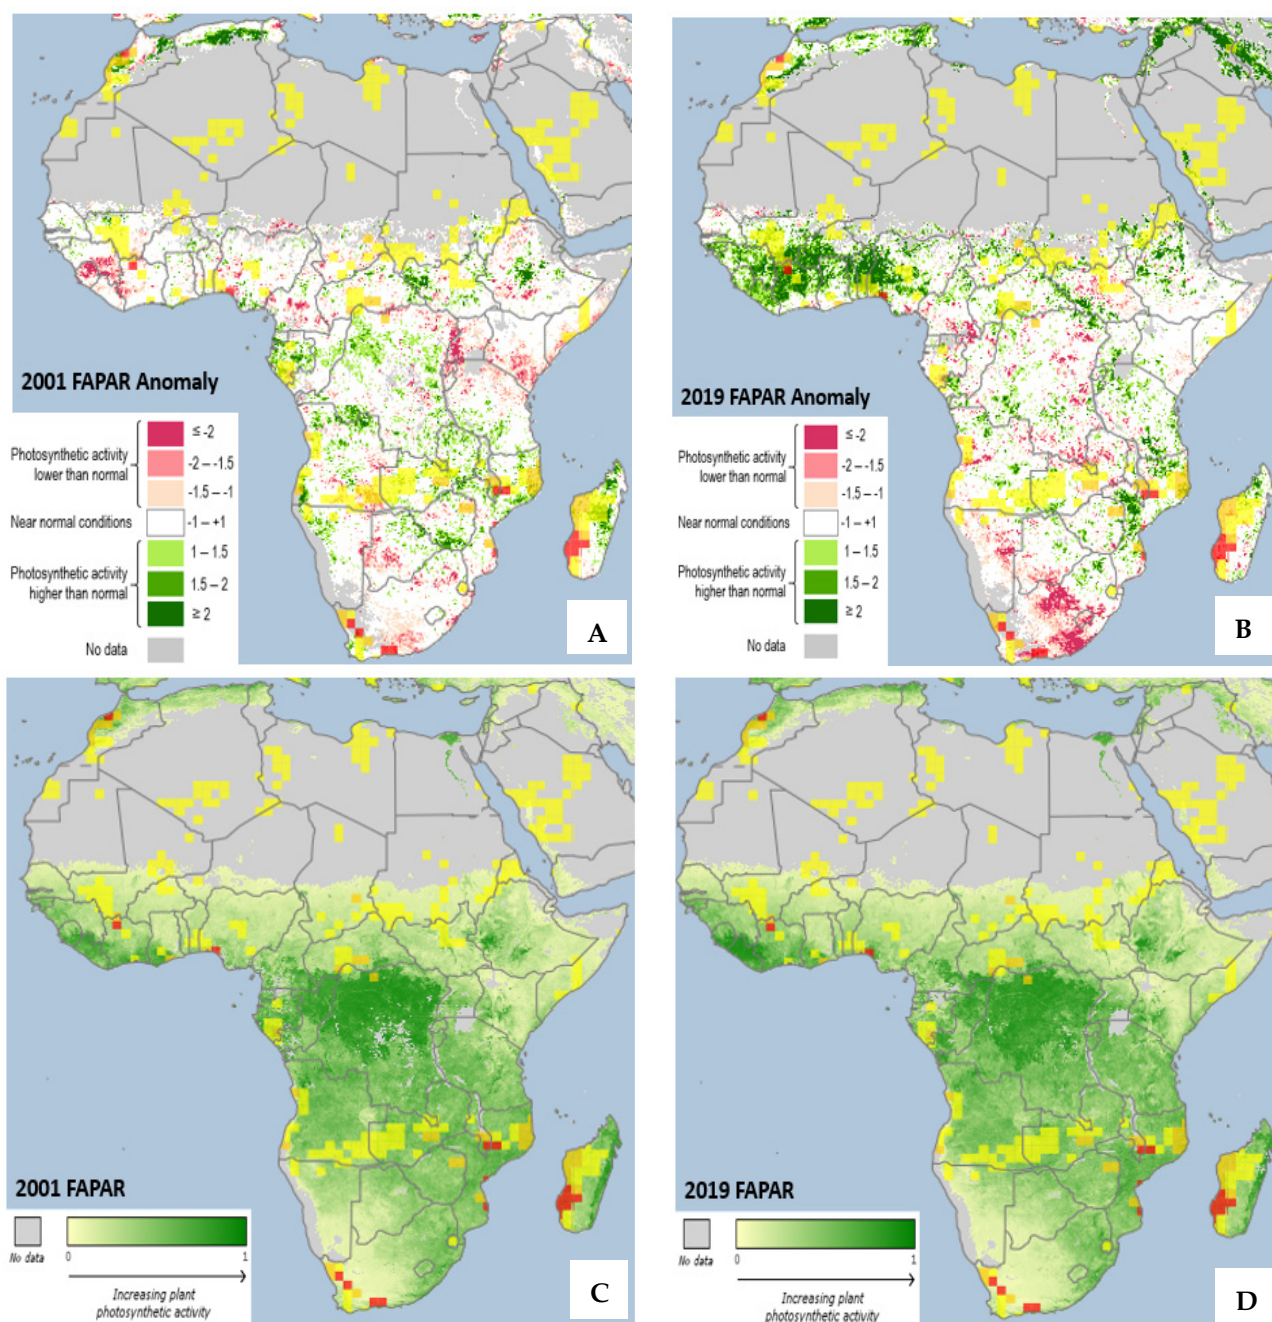 2001 FAPAR Anomaly
Photosynthetic activity
lower than normal
≤ -2
-2 – -1.5
-1.5 – -1
Near normal conditions
-1 – +1
Photosynthetic activity
higher than normal
1 – 1.5
1.5 – 2
≥ 2
No data
A
2019 FAPAR Anomaly
Photosynthetic activity
lower than normal
≤ -2
-2 – -1.5
-1.5 – -1
Near normal conditions
-1 – +1
Photosynthetic activity
higher than normal
1 – 1.5
1.5 – 2
≥ 2
No data
B
2001 FAPAR
No data
0
1
Increasing plant
photosynthetic activity
C
2019 FAPAR
No data
0
1
Increasing plant
photosynthetic activity
D